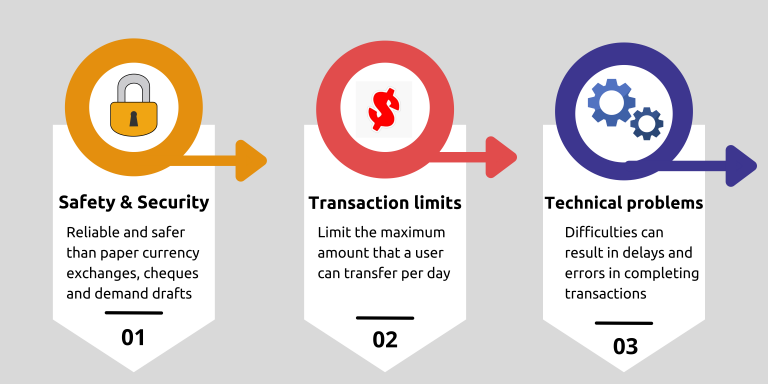 Safety & Security
Reliable and safer
than paper currency
exchanges, cheques
and demand drafts
01
$
Transaction limits
Limit the maximum
amount that a user
can transfer per day
02
Technical problems
Difficulties can
result in delays and
errors in completing
transactions
03